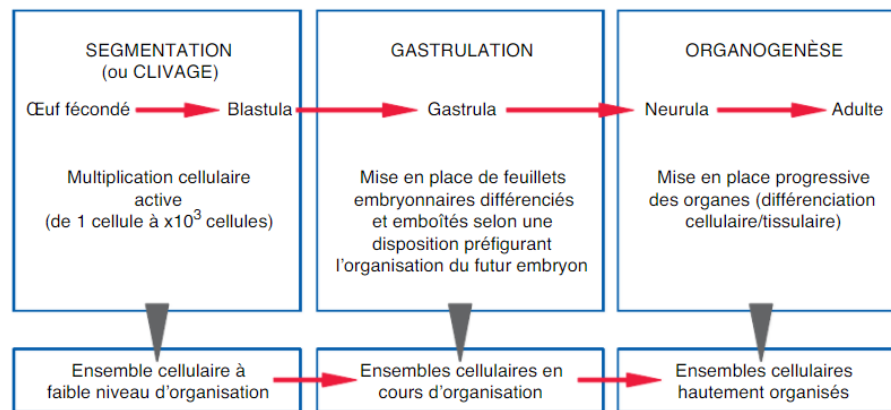 SEGMENTATION
(ou CLIVAGE)
Œuf fécondé
Blastula
Multiplication cellulaire
active
(de 1 cellule à x10³ cellules)
GASTRULATION
Gastrula
Mise en place de feuillets
embryonnaires différenciés
et emboîtés selon une
disposition préfigurant
l’organisation du futur embryon
ORGANOGENÈSE
Neurula
Adulte
Mise en place progressive
des organes (différenciation
cellulaire/tissulaire)
Ensemble cellulaire à
faible niveau d’organisation
Ensembles cellulaires en
cours d’organisation
Ensembles cellulaires
hautement organisés